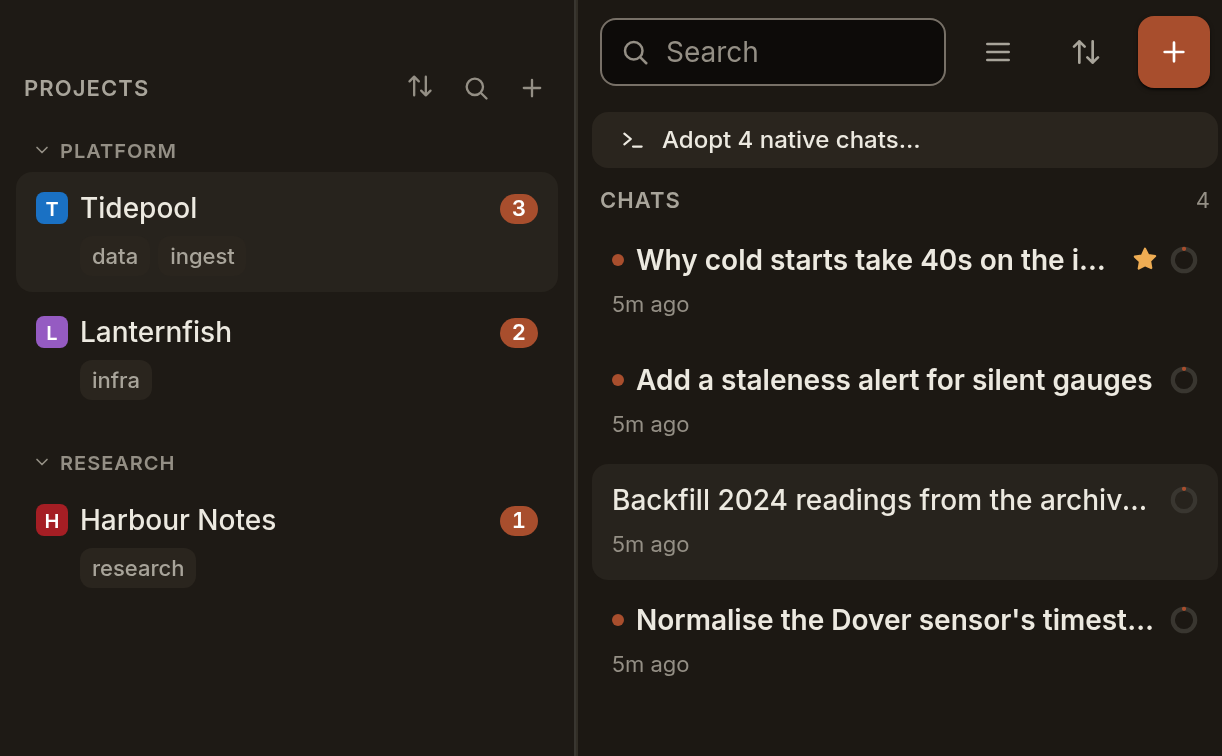 PROJECTS
PLATFORM
T Tidepool 3
data ingest
L Lanternfish 2
infra
RESEARCH
H Harbour Notes 1
research
Search
Adopt 4 native chats...
CHATS 4
Why cold starts take 40s on the i...
5m ago
Add a staleness alert for silent gauges
5m ago
Backfill 2024 readings from the archiv...
5m ago
Normalise the Dover sensor's timest...
5m ago